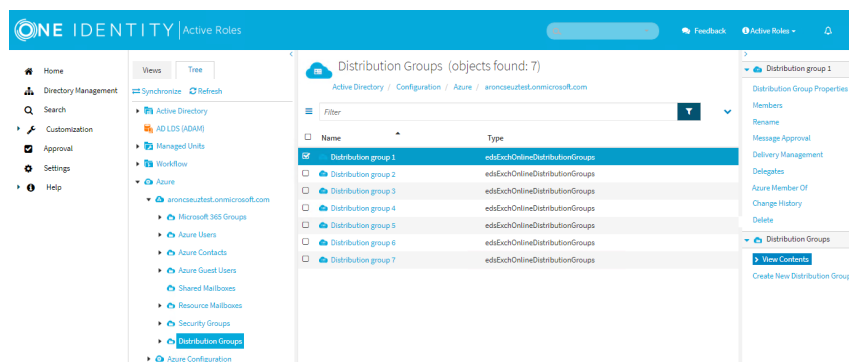 ONE IDENTITY Active Roles
Feedback
Active Roles
Home
Directory Management
Search
Customization
Approval
Settings
Help
Views Tree
Synchronize Refresh
Active Directory
AD LDS (ADAM)
Managed Units
Workflow
Azure
aroncseuztest.onmicrosoft.com
Microsoft 365 Groups
Azure Users
Azure Contacts
Azure Guest Users
Shared Mailboxes
Resource Mailboxes
Security Groups
Distribution Groups
Azure Configuration
Distribution Groups (objects found: 7)
Active Directory / Configuration / Azure / aroncseuztest.onmicrosoft.com
Filter
Name Type
Distribution group 1 edsExchOnlineDistributionGroups
Distribution group 2 edsExchOnlineDistributionGroups
Distribution group 3 edsExchOnlineDistributionGroups
Distribution group 4 edsExchOnlineDistributionGroups
Distribution group 5 edsExchOnlineDistributionGroups
Distribution group 6 edsExchOnlineDistributionGroups
Distribution group 7 edsExchOnlineDistributionGroups
Distribution group 1
Distribution Group Properties
Members
Rename
Message Approval
Delivery Management
Delegates
Azure Member Of
Change History
Delete
Distribution Groups
View Contents
Create New Distribution Group